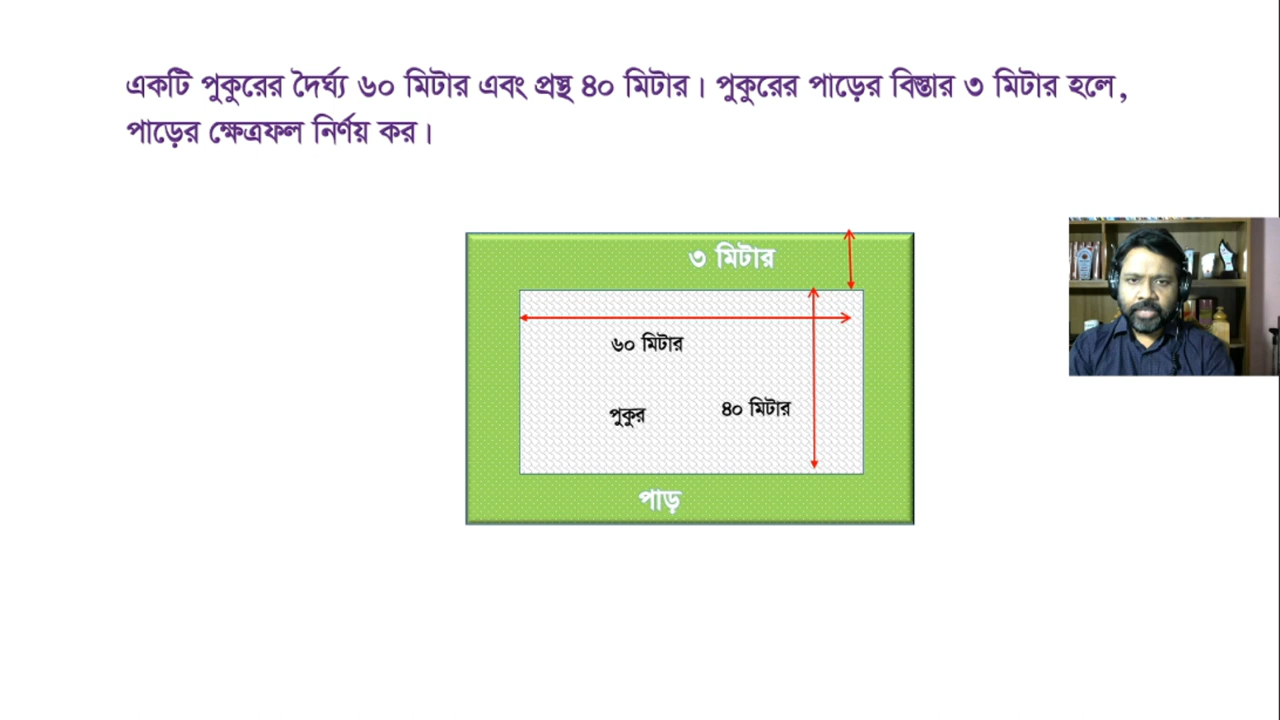 একটি পুকুরের দৈর্ঘ্য ৬০ মিটার এবং প্রস্থ ৪০ মিটার। পুকুরের পাড়ের বিস্তার ৩ মিটার হলে,
পাড়ের ক্ষেত্রফল নির্ণয় কর।
৩ মিটার
৬০ মিটার
পুকুর
৪০ মিটার
পাড়